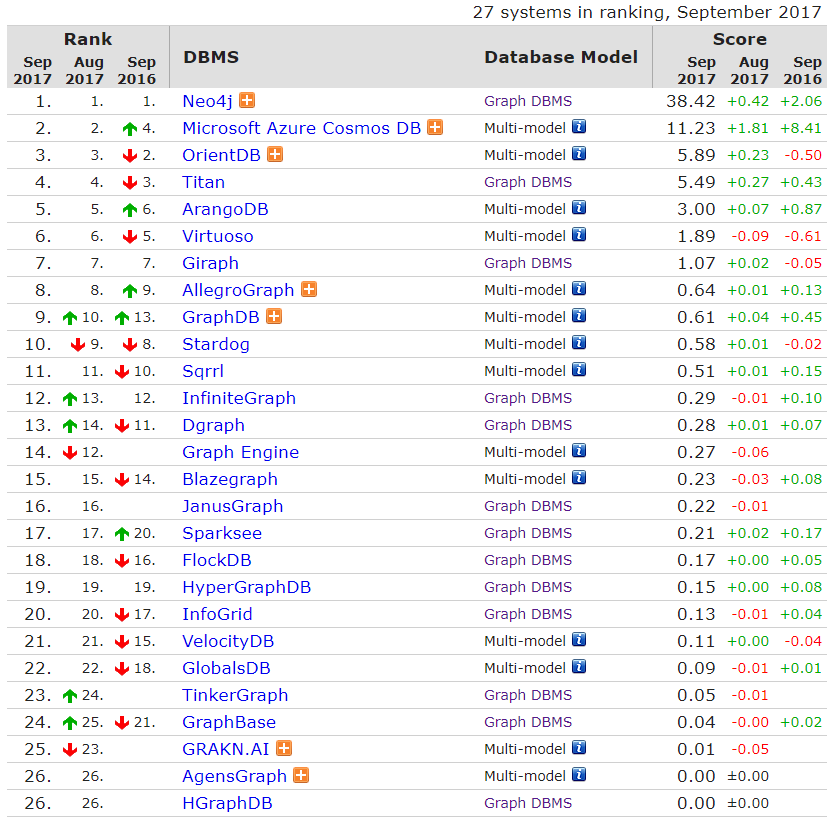 27 systems in ranking, September 2017
Rank DBMS Database Model Score
Sep 2017 Aug 2017 Sep 2016 Sep 2017 Aug 2017 Sep 2016
1. 1. 1. Neo4j Graph DBMS 38.42 +0.42 +2.06
2. 2. 4. Microsoft Azure Cosmos DB Multi-model 11.23 +1.81 +8.41
3. 3. 2. OrientDB Multi-model 5.89 +0.23 -0.50
4. 4. 3. Titan Graph DBMS 5.49 +0.27 +0.43
5. 5. 6. ArangoDB Multi-model 3.00 +0.07 +0.87
6. 6. 5. Virtuoso Multi-model 1.89 -0.09 -0.61
7. 7. 7. Giraph Graph DBMS 1.07 +0.02 -0.05
8. 8. 9. AllegroGraph Multi-model 0.64 +0.01 +0.13
9. 10. 13. GraphDB Multi-model 0.61 +0.04 +0.45
10. 9. 8. Stardog Multi-model 0.58 +0.01 -0.02
11. 11. 10. Sqrrl Multi-model 0.51 +0.01 +0.15
12. 13. 12. InfiniteGraph Graph DBMS 0.29 -0.01 +0.10
13. 14. 11. Dgraph Graph DBMS 0.28 +0.01 +0.07
14. 12. Graph Engine Multi-model 0.27 -0.06
15. 15. 14. Blazegraph Multi-model 0.23 -0.03 +0.08
16. 16. JanusGraph Graph DBMS 0.22 -0.01
17. 17. 20. Sparksee Graph DBMS 0.21 +0.02 +0.17
18. 18. 16. FlockDB Graph DBMS 0.17 +0.00 +0.05
19. 19. 19. HyperGraphDB Graph DBMS 0.15 +0.00 +0.08
20. 20. 17. InfoGrid Graph DBMS 0.13 -0.01 +0.04
21. 21. 15. VelocityDB Multi-model 0.11 +0.00 -0.04
22. 22. 18. GlobalsDB Multi-model 0.09 -0.01 +0.01
23. 24. TinkerGraph Graph DBMS 0.05 -0.01
24. 25. 21. GraphBase Graph DBMS 0.04 -0.00 +0.02
25. 23. GRAKN.AI Multi-model 0.01 -0.05
26. 26. AgensGraph Multi-model 0.00 ±0.00
26. 26. HGraphDB Graph DBMS 0.00 ±0.00